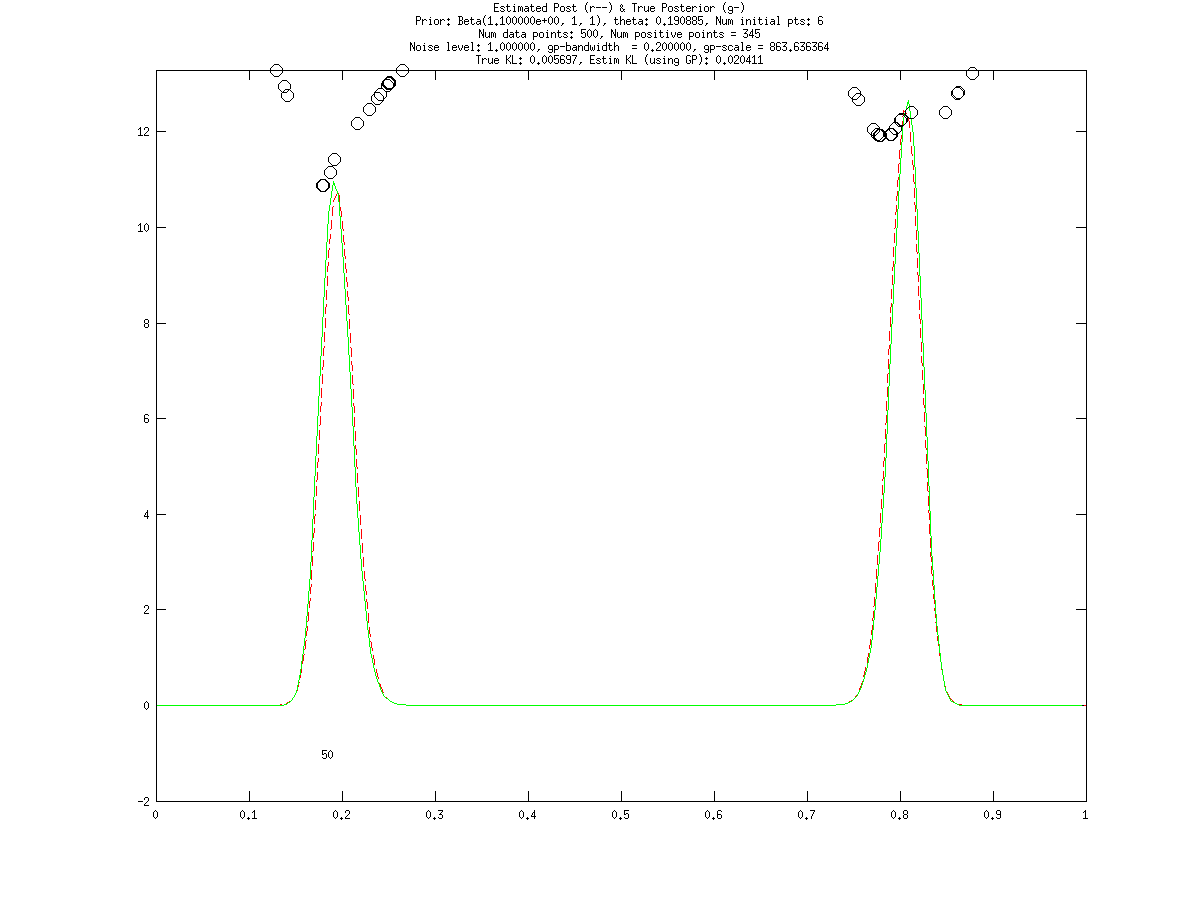 Estimated Post (r--) & True Posterior (g-)
Prior: Beta(1.100000e+00, 1, 1), theta: 0.190885, Num initial pts: 6
Num data points: 500, Num positive points = 345
Noise level: 1.000000, gp-bandwidth  = 0.200000, gp-scale = 863.636364
True KL: 0.005697, Estim KL (using GP): 0.020411
12
10
8
6
4
2
0
50
-2
0 0.1 0.2 0.3 0.4 0.5 0.6 0.7 0.8 0.9 1